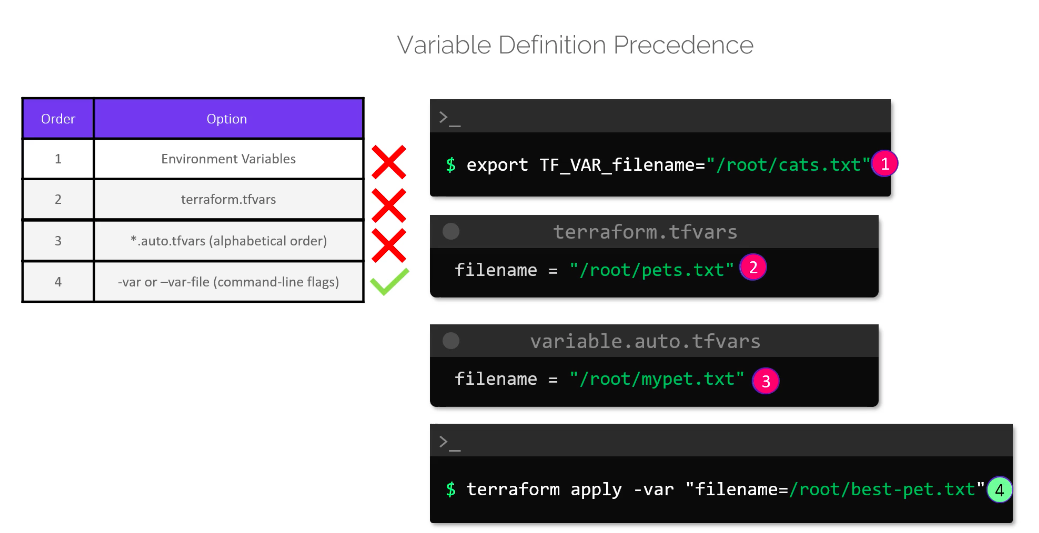 Variable Definition Precedence
Order Option
1 Environment Variables
2 terraform.tfvars
3 *.auto.tfvars (alphabetical order)
4 -var or –var-file (command-line flags)
>_
$ export TF_VAR_filename="/root/cats.txt" 1
terraform.tfvars
filename = "/root/pets.txt" 2
variable.auto.tfvars
filename = "/root/mypet.txt" 3
>_
$ terraform apply -var "filename=/root/best-pet.txt" 4